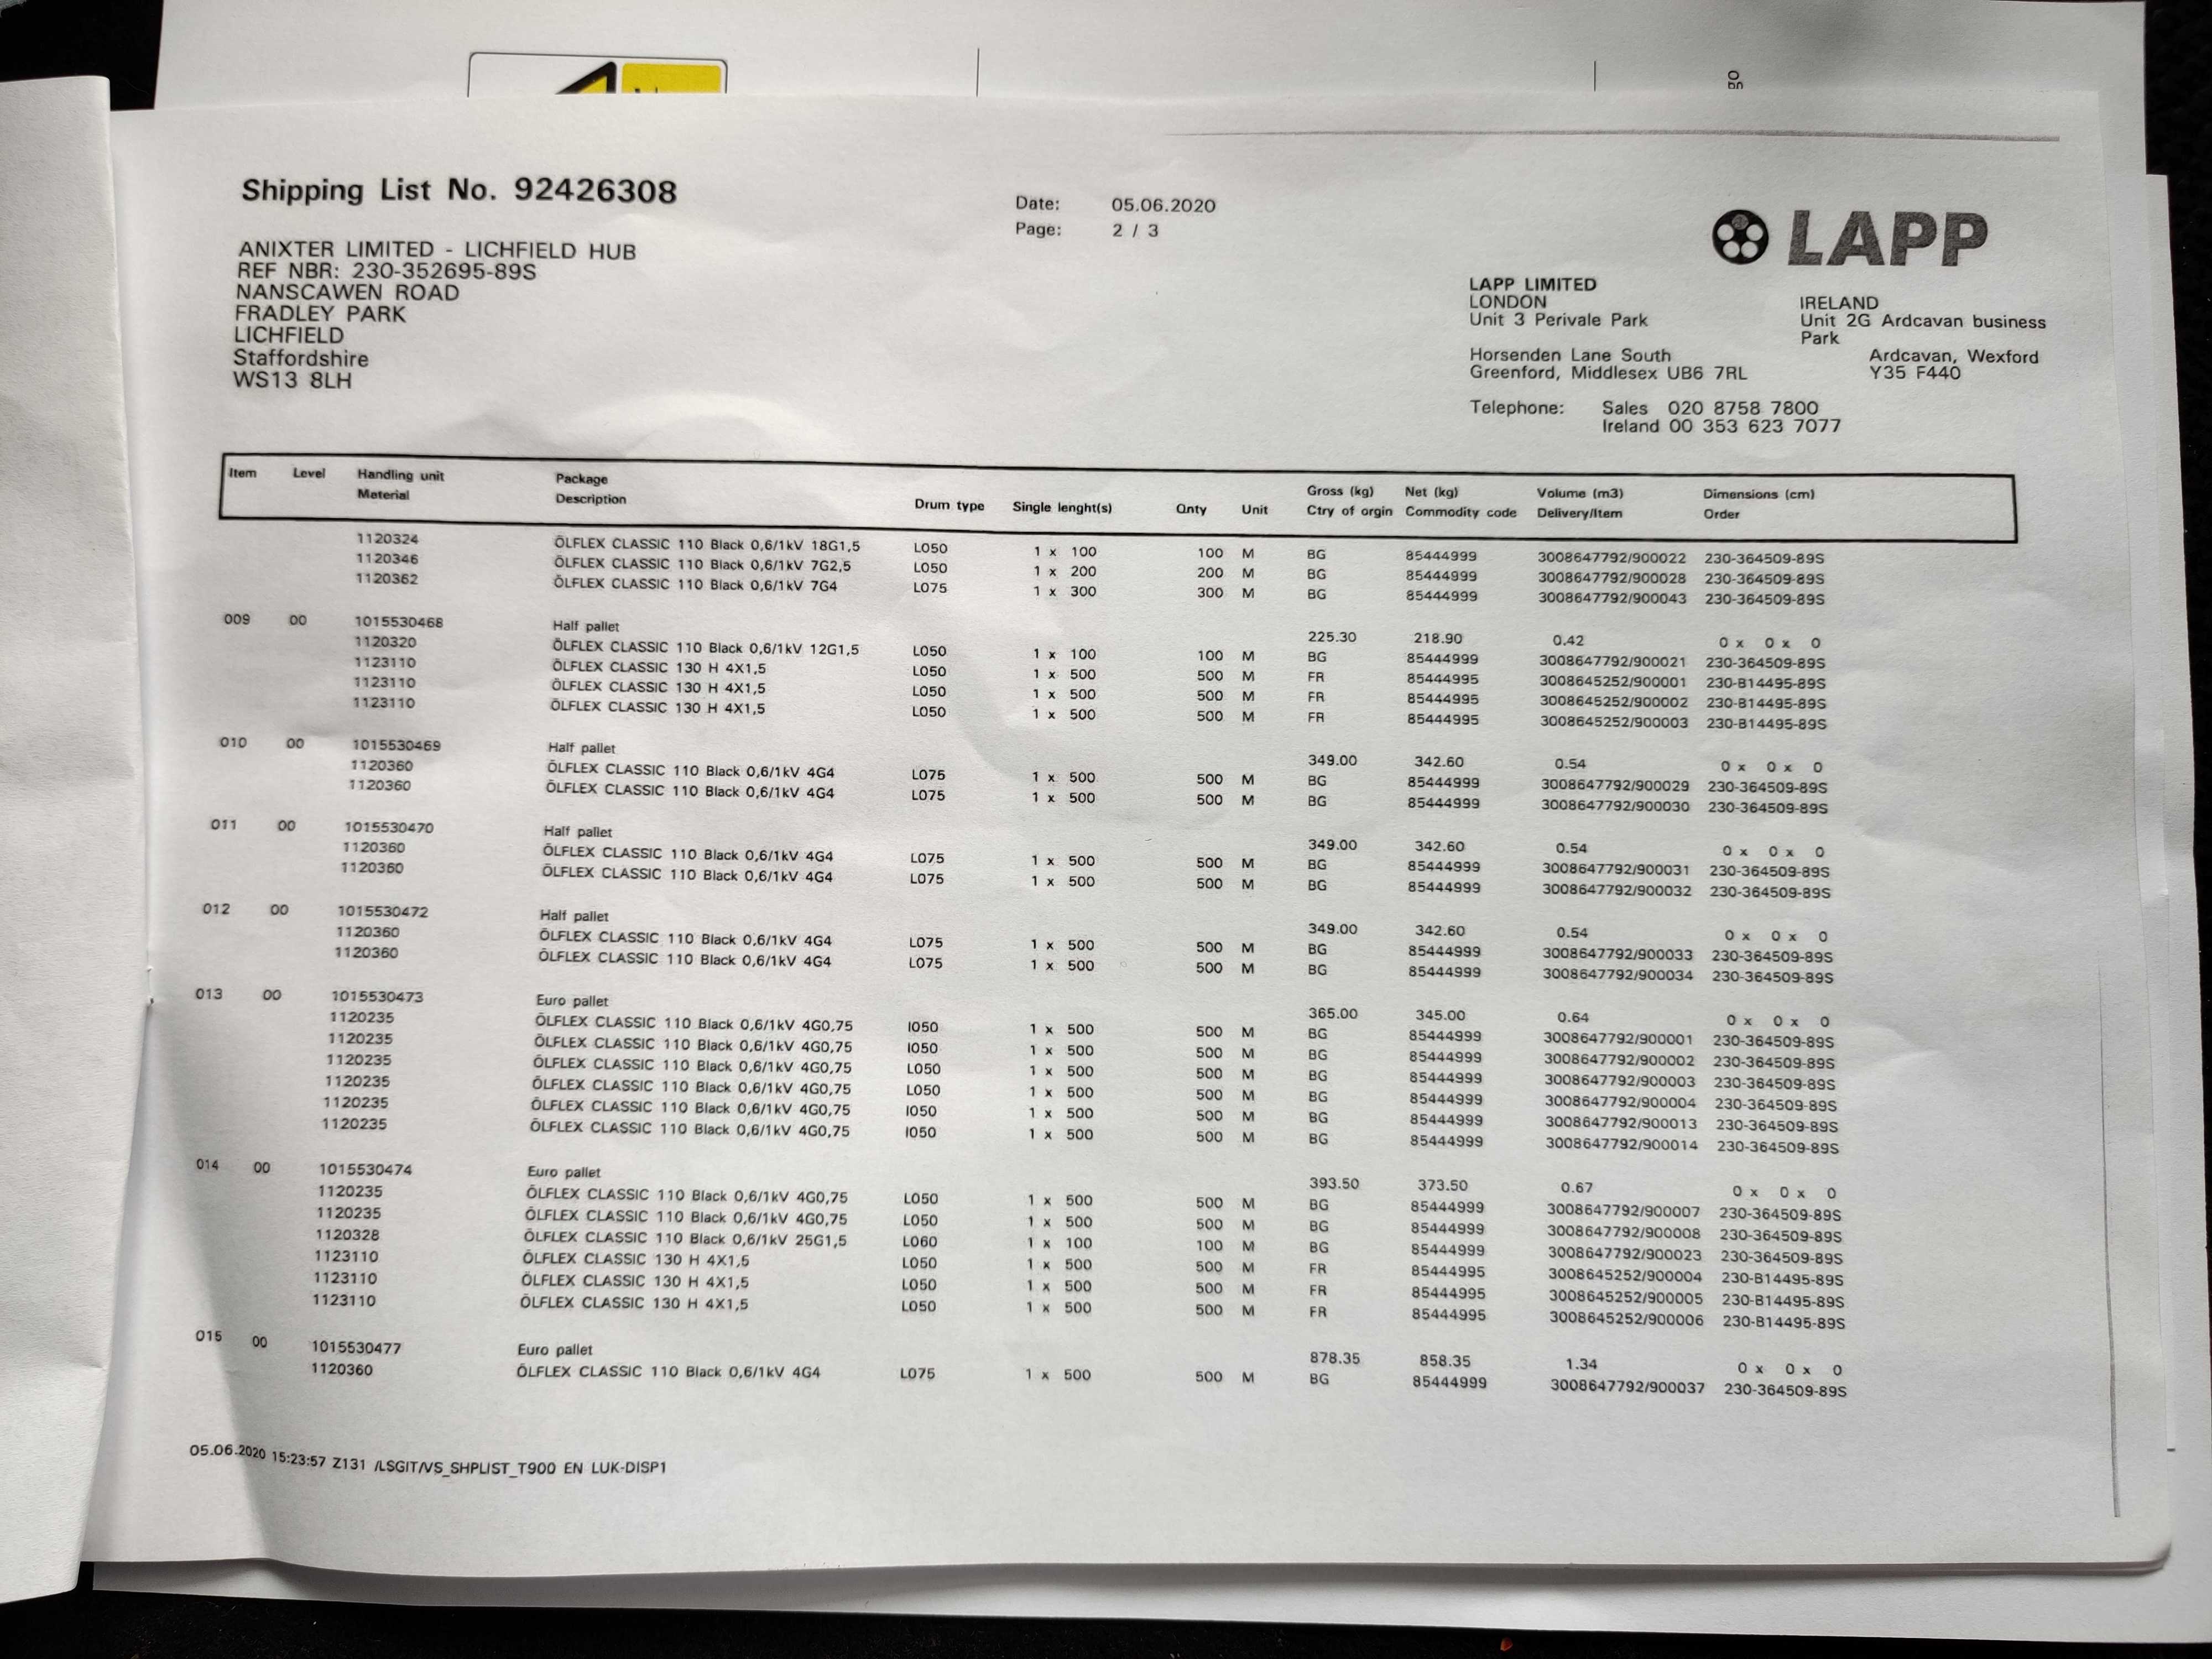 Shipping List No. 92426308
Date: 05.06.2020
Page: 2 / 3
LAPP
ANIXTER LIMITED - LICHFIELD HUB
REF NBR: 230-352695-89S
NANSCAWEN ROAD
FRADLEY PARK
LICHFIELD
Staffordshire
WS13 8LH
LAPP LIMITED
LONDON
Unit 3 Perivale Park
Horsenden Lane South
Greenford, Middlesex UB6 7RL
IRELAND
Unit 2G Ardcavan business
Park
Ardcavan, Wexford
Y35 F440
Telephone: Sales 020 8758 7800
Ireland 00 353 623 7077
Item Level Handling unit Package Gross (kg) Net (kg) Volume (m3) Dimensions (cm)
Material Description Drum type Single lenght(s) Qnty Unit Ctry of orgin Commodity code Delivery/Item Order
1120324 ÖLFLEX CLASSIC 110 Black 0,6/1kV 18G1,5 L050 1 x 100 100 M BG 85444999 3008647792/900022 230-364509-89S
1120346 ÖLFLEX CLASSIC 110 Black 0,6/1kV 7G2,5 L050 1 x 200 200 M BG 85444999 3008647792/900028 230-364509-89S
1120362 ÖLFLEX CLASSIC 110 Black 0,6/1kV 7G4 L075 1 x 300 300 M BG 85444999 3008647792/900043 230-364509-89S
009 00 1015530468 Half pallet 225.30 218.90 0.42 0 x 0 x 0
1120320 ÖLFLEX CLASSIC 110 Black 0,6/1kV 12G1,5 L050 1 x 100 100 M BG 85444999 3008647792/900021 230-364509-89S
1123110 ÖLFLEX CLASSIC 130 H 4X1,5 L050 1 x 500 500 M FR 85444995 3008645252/900001 230-B14495-89S
1123110 ÖLFLEX CLASSIC 130 H 4X1,5 L050 1 x 500 500 M FR 85444995 3008645252/900002 230-B14495-89S
1123110 ÖLFLEX CLASSIC 130 H 4X1,5 L050 1 x 500 500 M FR 85444995 3008645252/900003 230-B14495-89S
010 00 1015530469 Half pallet 349.00 342.60 0.54 0 x 0 x 0
1120360 ÖLFLEX CLASSIC 110 Black 0,6/1kV 4G4 L075 1 x 500 500 M BG 85444999 3008647792/900029 230-364509-89S
1120360 ÖLFLEX CLASSIC 110 Black 0,6/1kV 4G4 L075 1 x 500 500 M BG 85444999 3008647792/900030 230-364509-89S
011 00 1015530470 Half pallet 349.00 342.60 0.54 0 x 0 x 0
1120360 ÖLFLEX CLASSIC 110 Black 0,6/1kV 4G4 L075 1 x 500 500 M BG 85444999 3008647792/900031 230-364509-89S
1120360 ÖLFLEX CLASSIC 110 Black 0,6/1kV 4G4 L075 1 x 500 500 M BG 85444999 3008647792/900032 230-364509-89S
012 00 1015530472 Half pallet 349.00 342.60 0.54 0 x 0 x 0
1120360 ÖLFLEX CLASSIC 110 Black 0,6/1kV 4G4 L075 1 x 500 500 M BG 85444999 3008647792/900033 230-364509-89S
1120360 ÖLFLEX CLASSIC 110 Black 0,6/1kV 4G4 L075 1 x 500 500 M BG 85444999 3008647792/900034 230-364509-89S
013 00 1015530473 Euro pallet 365.00 345.00 0.64 0 x 0 x 0
1120235 ÖLFLEX CLASSIC 110 Black 0,6/1kV 4G0,75 I050 1 x 500 500 M BG 85444999 3008647792/900001 230-364509-89S
1120235 ÖLFLEX CLASSIC 110 Black 0,6/1kV 4G0,75 I050 1 x 500 500 M BG 85444999 3008647792/900002 230-364509-89S
1120235 ÖLFLEX CLASSIC 110 Black 0,6/1kV 4G0,75 L050 1 x 500 500 M BG 85444999 3008647792/900003 230-364509-89S
1120235 ÖLFLEX CLASSIC 110 Black 0,6/1kV 4G0,75 L050 1 x 500 500 M BG 85444999 3008647792/900004 230-364509-89S
1120235 ÖLFLEX CLASSIC 110 Black 0,6/1kV 4G0,75 I050 1 x 500 500 M BG 85444999 3008647792/900013 230-364509-89S
1120235 ÖLFLEX CLASSIC 110 Black 0,6/1kV 4G0,75 I050 1 x 500 500 M BG 85444999 3008647792/900014 230-364509-89S
014 00 1015530474 Euro pallet 393.50 373.50 0.67 0 x 0 x 0
1120235 ÖLFLEX CLASSIC 110 Black 0,6/1kV 4G0,75 L050 1 x 500 500 M BG 85444999 3008647792/900007 230-364509-89S
1120235 ÖLFLEX CLASSIC 110 Black 0,6/1kV 4G0,75 L050 1 x 500 500 M BG 85444999 3008647792/900008 230-364509-89S
1120328 ÖLFLEX CLASSIC 110 Black 0,6/1kV 25G1,5 L060 1 x 100 100 M BG 85444999 3008647792/900023 230-364509-89S
1123110 ÖLFLEX CLASSIC 130 H 4X1,5 L050 1 x 500 500 M FR 85444995 3008645252/900004 230-B14495-89S
1123110 ÖLFLEX CLASSIC 130 H 4X1,5 L050 1 x 500 500 M FR 85444995 3008645252/900005 230-B14495-89S
1123110 ÖLFLEX CLASSIC 130 H 4X1,5 L050 1 x 500 500 M FR 85444995 3008645252/900006 230-B14495-89S
015 00 1015530477 Euro pallet 878.35 858.35 1.34 0 x 0 x 0
1120360 ÖLFLEX CLASSIC 110 Black 0,6/1kV 4G4 L075 1 x 500 500 M BG 85444999 3008647792/900037 230-364509-89S
05.06.2020 15:23:57 Z131 /LSGIT/VS_SHPLIST_T900 EN LUK-DISP1